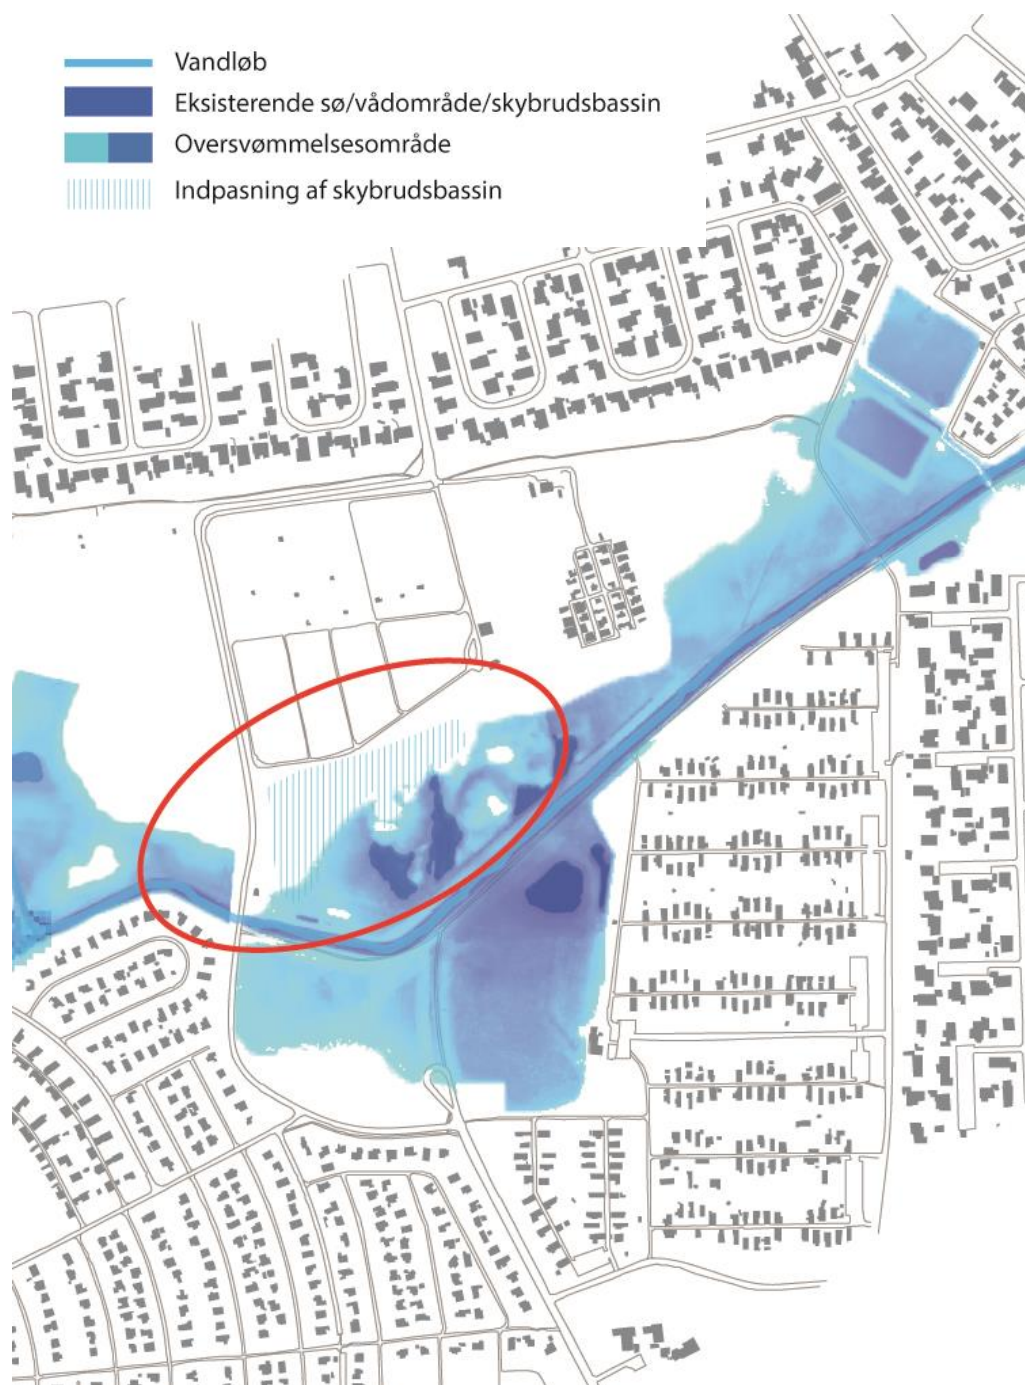 Vandløb
Eksisterende sø/vådområde/skybrudsbassin
Oversvømmelsesområde
Indpasning af skybrudsbassin